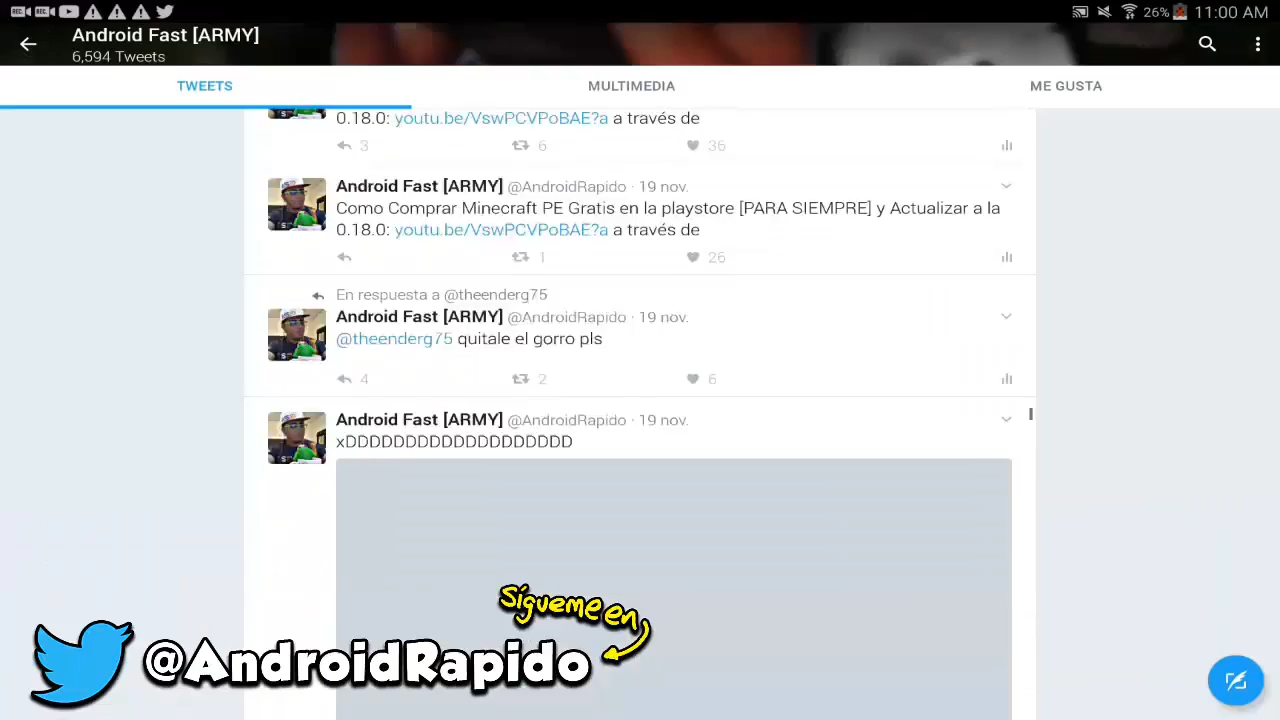 REC REC 26% 11:00 AM
Android Fast [ARMY]
6,594 Tweets
TWEETS MULTIMEDIA ME GUSTA
0.18.0: youtu.be/VswPCVPoBAE?a a través de
3 6 36
Android Fast [ARMY] @AndroidRapido · 19 nov.
Como Comprar Minecraft PE Gratis en la playstore [PARA SIEMPRE] y Actualizar a la
0.18.0: youtu.be/VswPCVPoBAE?a a través de
1 26
En respuesta a @theenderg75
Android Fast [ARMY] @AndroidRapido · 19 nov.
@theenderg75 quitale el gorro pls
4 2 6
Android Fast [ARMY] @AndroidRapido · 19 nov.
xDDDDDDDDDDDDDDDDDDD
Sígueme en
@AndroidRapido